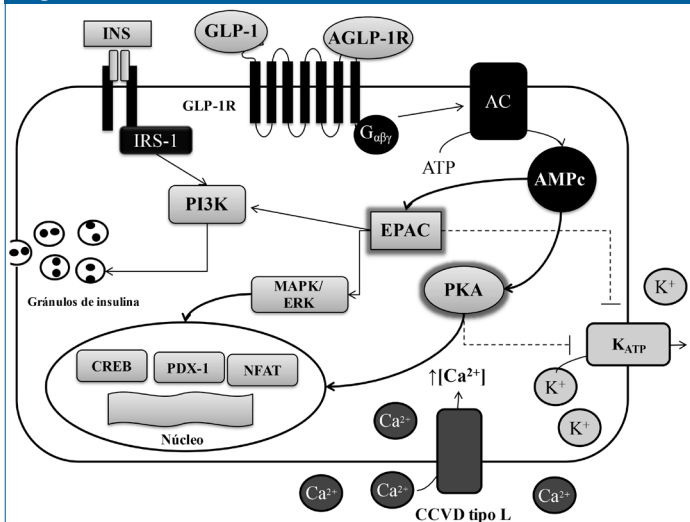 INS
GLP-1
AGLP-1R
GLP-1R
AC
Gαβγ
IRS-1
ATP
AMPc
PI3K
EPAC
Gránulos de insulina
MAPK/
ERK
PKA
K⁺
K_ATP
CREB
PDX-1
NFAT
Núcleo
↑[Ca²⁺]
K⁺
K⁺
Ca²⁺
Ca²⁺
Ca²⁺
Ca²⁺
CCVD tipo L